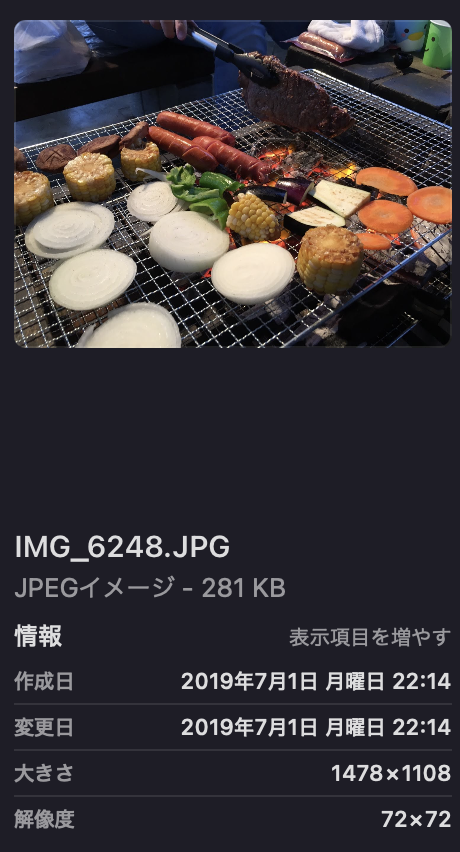 IMG_6248.JPG
JPEGイメージ - 281 KB
情報 表示項目を増やす
作成日 2019年7月1日 月曜日 22:14
変更日 2019年7月1日 月曜日 22:14
大きさ 1478×1108
解像度 72×72